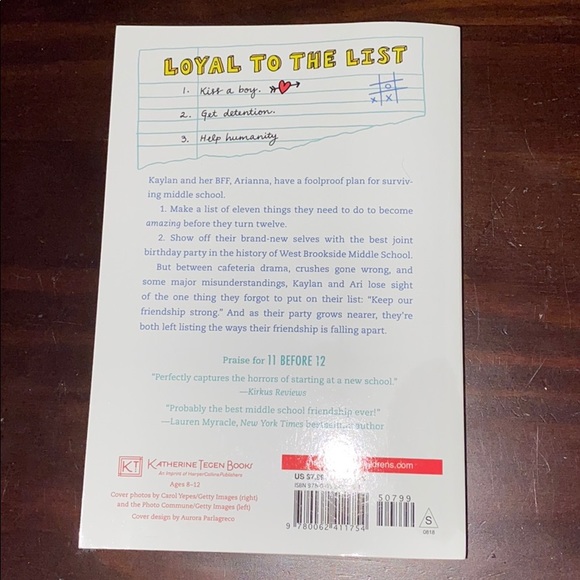 LOYAL TO THE LIST
1. Kiss a boy.
2. Get detention.
3. Help humanity
O
X X
Kaylan and her BFF, Arianna, have a foolproof plan for surviv-
ing middle school.
1. Make a list of eleven things they need to do to become
amazing before they turn twelve.
2. Show off their brand-new selves with the best joint
birthday party in the history of West Brookside Middle School.
But between cafeteria drama, crushes gone wrong, and
some major misunderstandings, Kaylan and Ari lose sight
of the one thing they forgot to put on their list: "Keep our
friendship strong." And as their party grows nearer, they're
both left listing the ways their friendship is falling apart.
Praise for 11 BEFORE 12
"Perfectly captures the horrors of starting at a new school."
—Kirkus Reviews
"Probably the best middle school friendship ever!"
—Lauren Myracle, New York Times bestselling author
KT KATHERINE TEGEN BOOKS
An Imprint of HarperCollinsPublishers
Ages 8–12
Cover photos by Carol Yepes/Getty Images (right)
and the Photo Commune/Getty Images (left)
Cover design by Aurora Parlagreco
US
ISBN
50799
9 780062 411754
S
0818